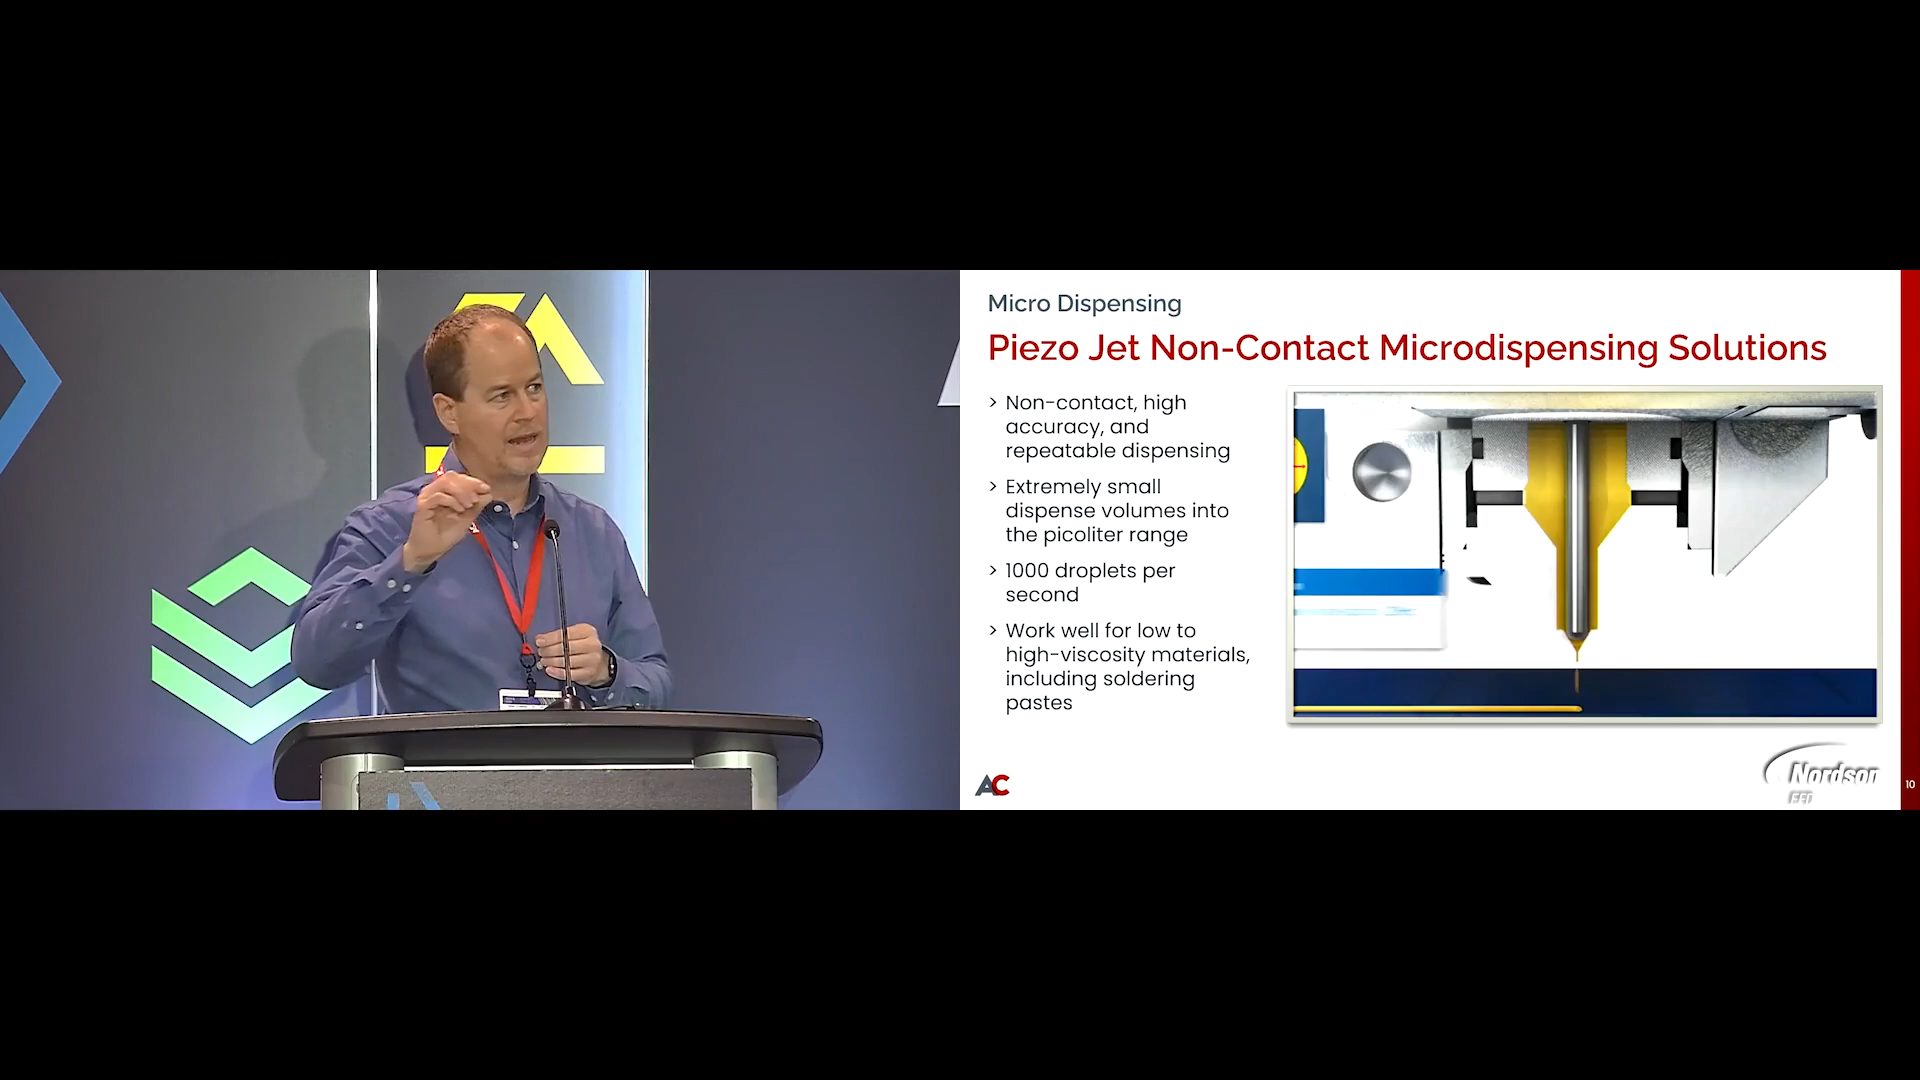 Micro Dispensing
Piezo Jet Non-Contact Microdispensing Solutions
> Non-contact, high
accuracy, and
repeatable dispensing
> Extremely small
dispense volumes into
the picoliter range
> 1000 droplets per
second
> Work well for low to
high-viscosity materials,
including soldering
pastes
AC
Nordson
EFD
10